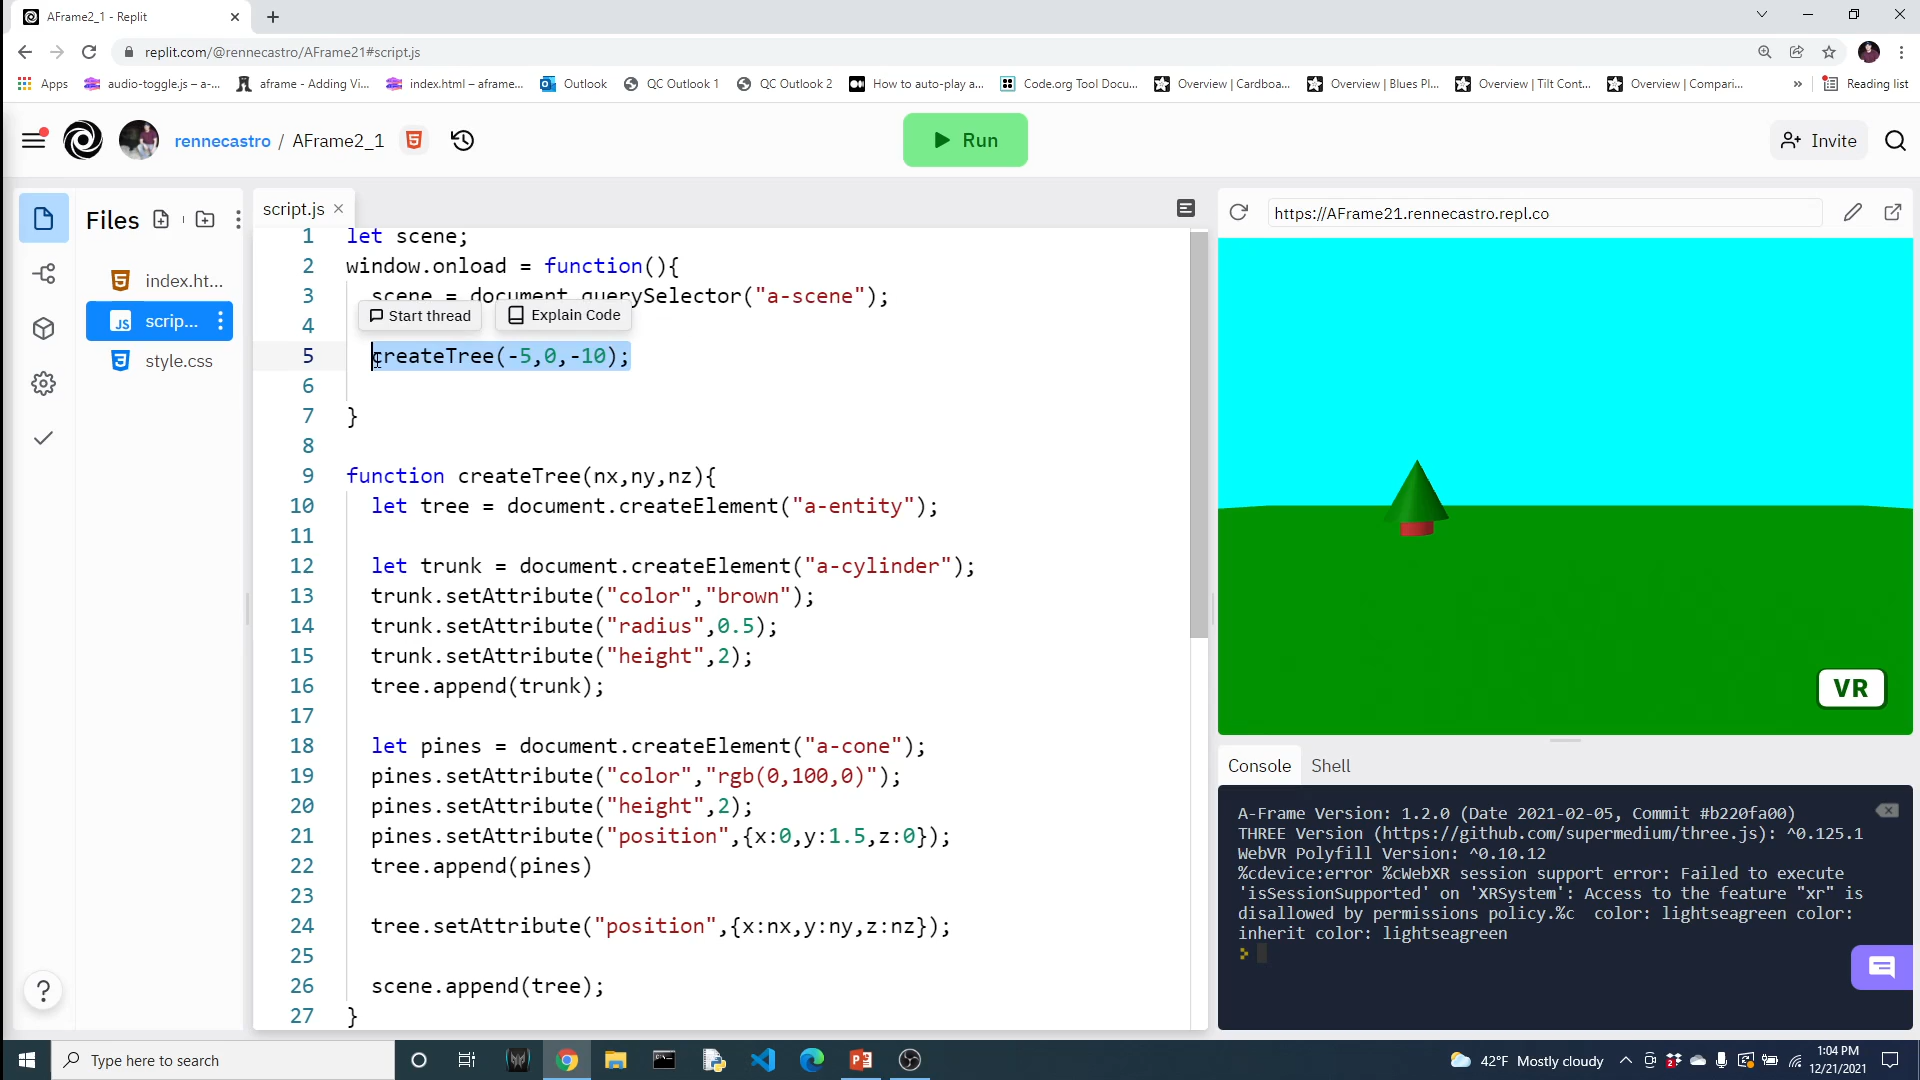 AFrame2_1 - Replit
replit.com/@rennecastro/AFrame21#script.js
Apps
audio-toggle.js – a-...
aframe - Adding Vi...
index.html – aframe...
Outlook
QC Outlook 1
QC Outlook 2
How to auto-play a...
Code.org Tool Docu...
Overview | Cardboa...
Overview | Blues Pl...
Overview | Tilt Cont...
Overview | Compari...
»
Reading list
rennecastro / AFrame2_1
Run
Invite
Files
index.ht...
JS scrip...
style.css
script.js
1 let scene;
2 window.onload = function(){
3 scene = document.querySelector("a-scene");
Start thread
Explain Code
4
5 createTree(-5,0,-10);
6
7 }
8
9 function createTree(nx,ny,nz){
10 let tree = document.createElement("a-entity");
11
12 let trunk = document.createElement("a-cylinder");
13 trunk.setAttribute("color","brown");
14 trunk.setAttribute("radius",0.5);
15 trunk.setAttribute("height",2);
16 tree.append(trunk);
17
18 let pines = document.createElement("a-cone");
19 pines.setAttribute("color","rgb(0,100,0)");
20 pines.setAttribute("height",2);
21 pines.setAttribute("position",{x:0,y:1.5,z:0});
22 tree.append(pines)
23
24 tree.setAttribute("position",{x:nx,y:ny,z:nz});
25
26 scene.append(tree);
27 }
https://AFrame21.rennecastro.repl.co
VR
Console
Shell
A-Frame Version: 1.2.0 (Date 2021-02-05, Commit #b220fa00)
THREE Version (https://github.com/supermedium/three.js): ^0.125.1
WebVR Polyfill Version: ^0.10.12
%cdevice:error %cWebXR session support error: Failed to execute
'isSessionSupported' on 'XRSystem': Access to the feature "xr" is
disallowed by permissions policy.%c  color: lightseagreen color:
inherit color: lightseagreen
?
Type here to search
42°F Mostly cloudy
1:04 PM
12/21/2021